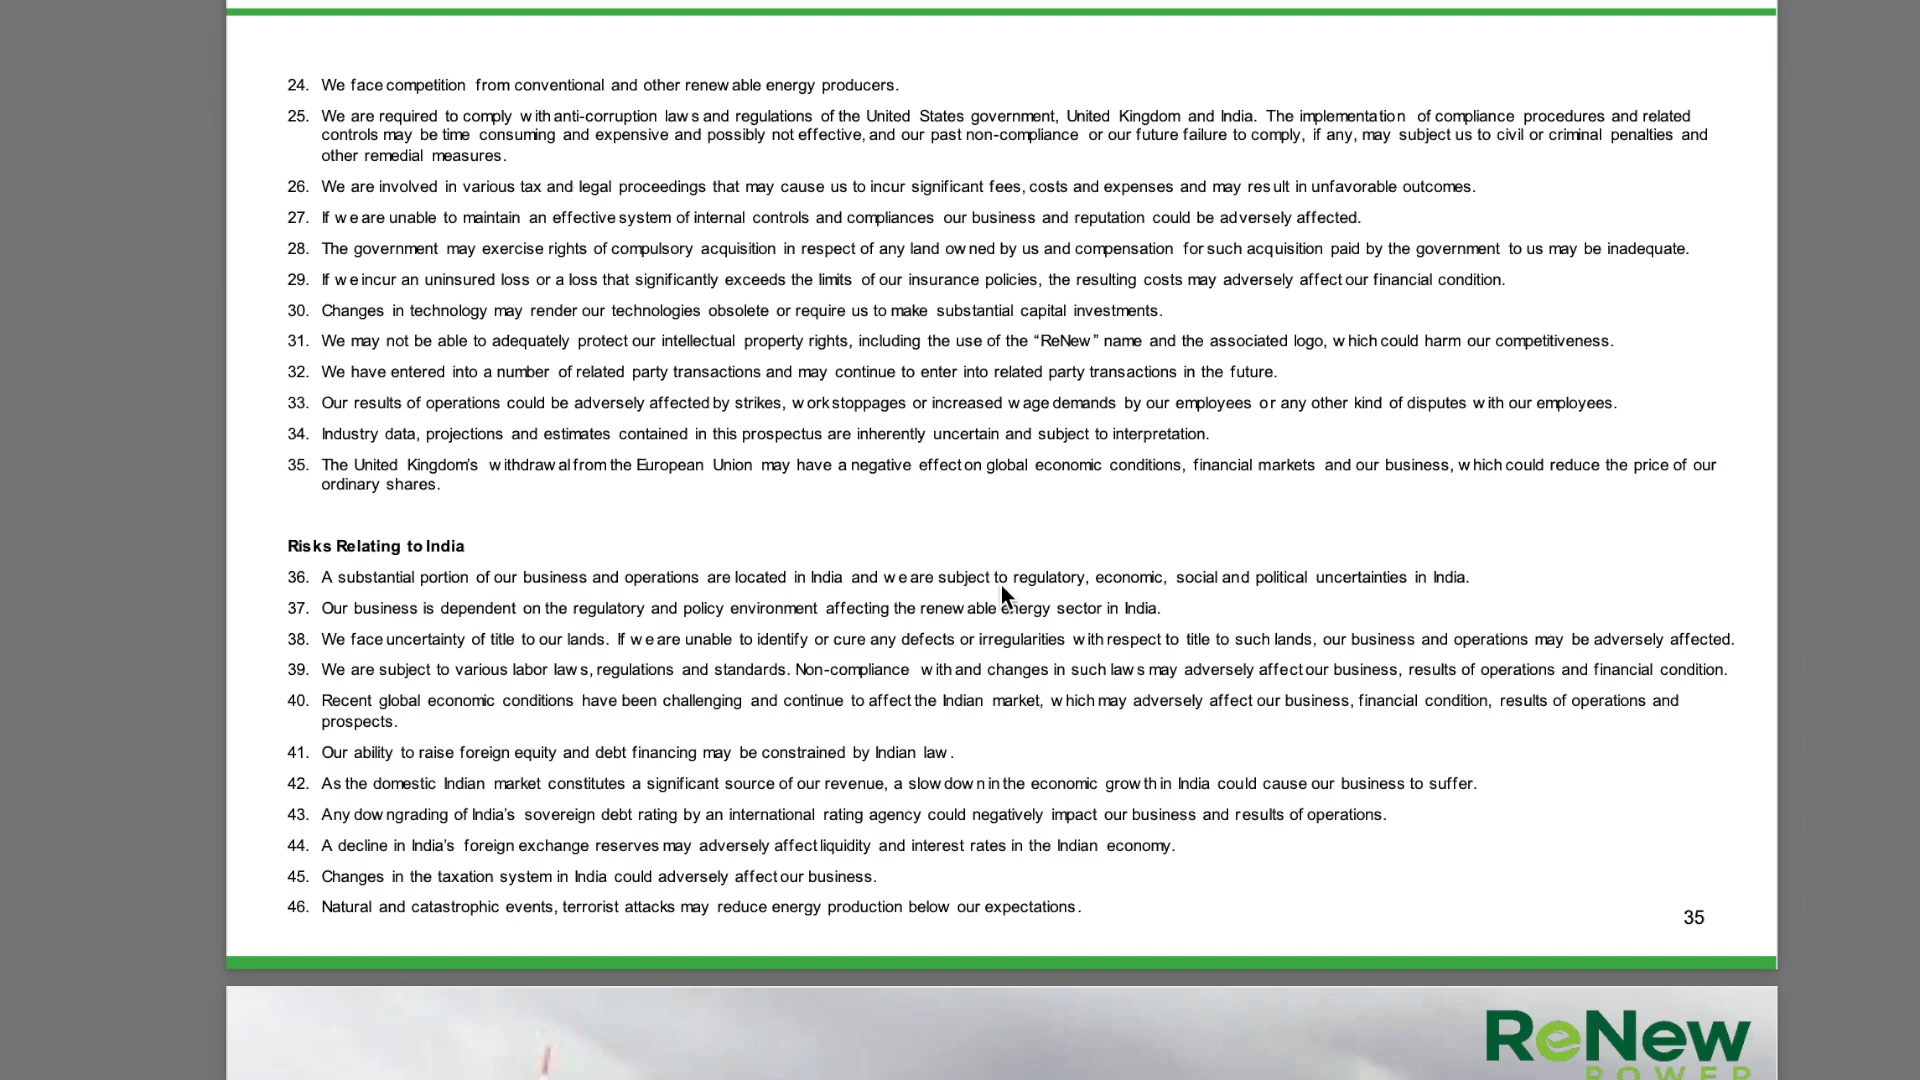 24. We face competition from conventional and other renewable energy producers.
25. We are required to comply with anti-corruption laws and regulations of the United States government, United Kingdom and India. The implementation of compliance procedures and related
controls may be time consuming and expensive and possibly not effective, and our past non-compliance or our future failure to comply, if any, may subject us to civil or criminal penalties and
other remedial measures.
26. We are involved in various tax and legal proceedings that may cause us to incur significant fees, costs and expenses and may result in unfavorable outcomes.
27. If we are unable to maintain an effective system of internal controls and compliances our business and reputation could be adversely affected.
28. The government may exercise rights of compulsory acquisition in respect of any land owned by us and compensation for such acquisition paid by the government to us may be inadequate.
29. If we incur an uninsured loss or a loss that significantly exceeds the limits of our insurance policies, the resulting costs may adversely affect our financial condition.
30. Changes in technology may render our technologies obsolete or require us to make substantial capital investments.
31. We may not be able to adequately protect our intellectual property rights, including the use of the “ReNew” name and the associated logo, which could harm our competitiveness.
32. We have entered into a number of related party transactions and may continue to enter into related party transactions in the future.
33. Our results of operations could be adversely affected by strikes, work stoppages or increased wage demands by our employees or any other kind of disputes with our employees.
34. Industry data, projections and estimates contained in this prospectus are inherently uncertain and subject to interpretation.
35. The United Kingdom’s withdrawal from the European Union may have a negative effect on global economic conditions, financial markets and our business, which could reduce the price of our
ordinary shares.
Risks Relating to India
36. A substantial portion of our business and operations are located in India and we are subject to regulatory, economic, social and political uncertainties in India.
37. Our business is dependent on the regulatory and policy environment affecting the renewable energy sector in India.
38. We face uncertainty of title to our lands. If we are unable to identify or cure any defects or irregularities with respect to title to such lands, our business and operations may be adversely affected.
39. We are subject to various labor laws, regulations and standards. Non-compliance with and changes in such laws may adversely affect our business, results of operations and financial condition.
40. Recent global economic conditions have been challenging and continue to affect the Indian market, which may adversely affect our business, financial condition, results of operations and
prospects.
41. Our ability to raise foreign equity and debt financing may be constrained by Indian law.
42. As the domestic Indian market constitutes a significant source of our revenue, a slowdown in the economic growth in India could cause our business to suffer.
43. Any downgrading of India’s sovereign debt rating by an international rating agency could negatively impact our business and results of operations.
44. A decline in India’s foreign exchange reserves may adversely affect liquidity and interest rates in the Indian economy.
45. Changes in the taxation system in India could adversely affect our business.
46. Natural and catastrophic events, terrorist attacks may reduce energy production below our expectations.
35
ReNew
POWER